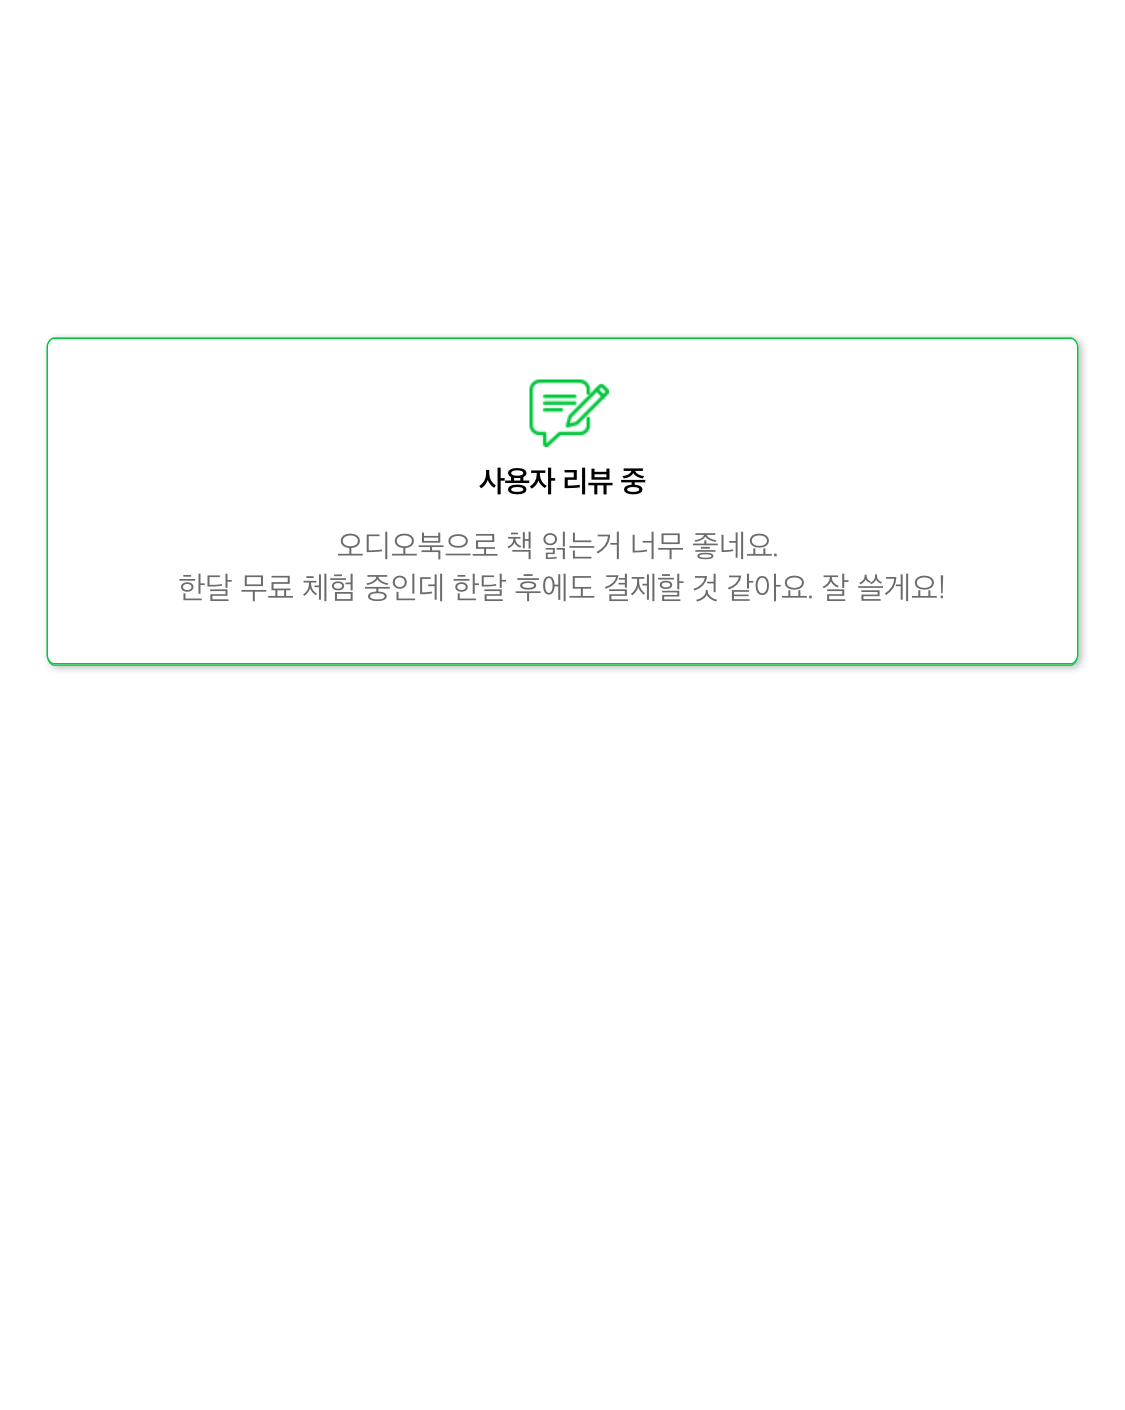 사용자 리뷰 중
오디오북으로 책 읽는거 너무 좋네요.
한달 무료 체험 중인데 한달 후에도 결제할 것 같아요. 잘 쓸게요!